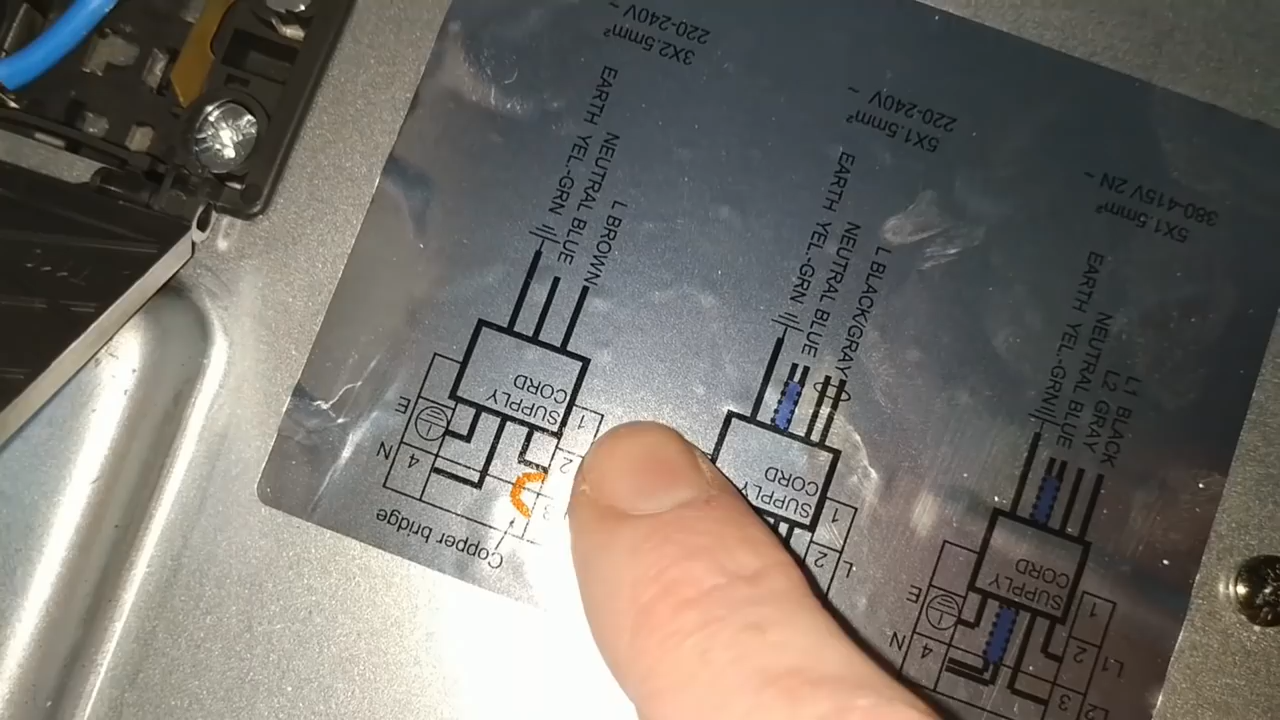 220-240V ~
3X2.5mm²
EARTH YEL.-GRN
NEUTRAL BLUE
L BROWN
SUPPLY
CORD
1
2
3
4
E
N
Copper bridge
220-240V ~
5X1.5mm²
EARTH YEL.-GRN
NEUTRAL BLUE
L BLACK/GRAY
SUPPLY
CORD
1
2
L
380-415V 2N ~
5X1.5mm²
EARTH YEL.-GRN
NEUTRAL BLUE
L2 GRAY
L1 BLACK
SUPPLY
CORD
1
2
3
4
E
N
L1
L2